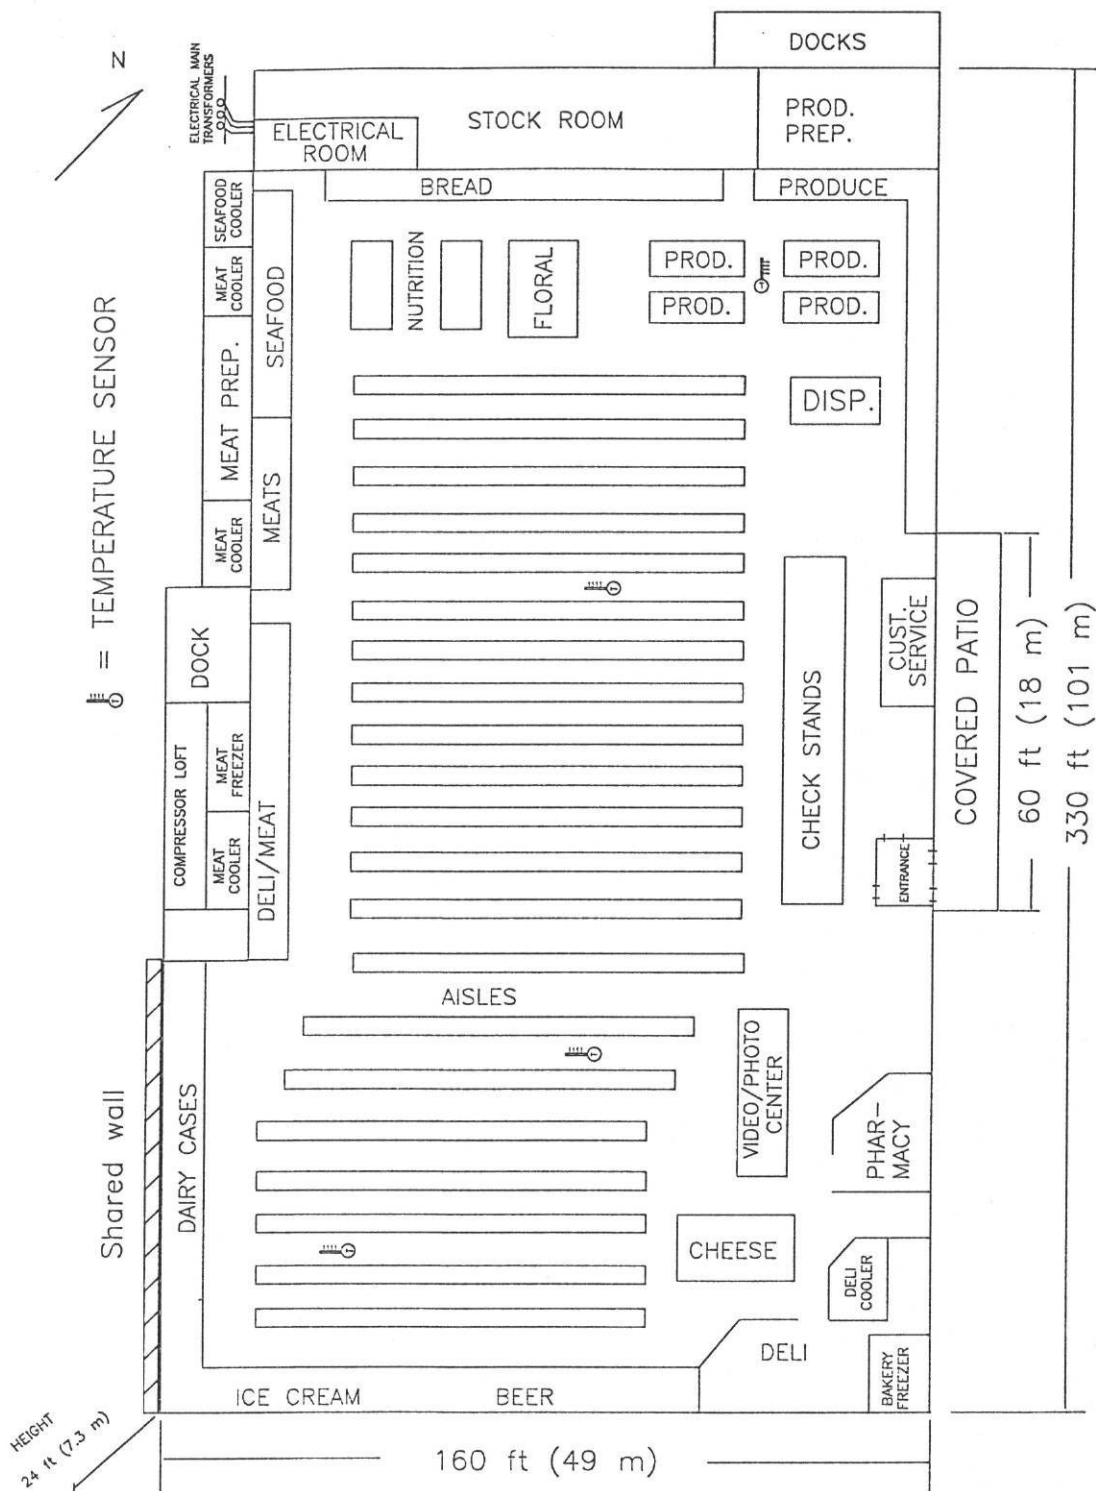 DOCKS
N
ELECTRICAL MAIN
TRANSFORMERS
STOCK ROOM
PROD.
PREP.
ELECTRICAL
ROOM
BREAD
PRODUCE
SEAFOOD
COOLER
MEAT
COOLER
SEAFOOD
NUTRITION
FLORAL
PROD.
PROD.
PROD.
PROD.
= TEMPERATURE SENSOR
MEAT PREP.
DISP.
MEATS
MEAT
COOLER
DOCK
CUST.
SERVICE
CHECK STANDS
COVERED PATIO
60 ft (18 m)
330 ft (101 m)
COMPRESSOR LOFT
MEAT
FREEZER
MEAT
COOLER
DELI/MEAT
ENTRANCE
AISLES
Shared wall
DAIRY CASES
VIDEO/PHOTO
CENTER
PHAR-
MACY
CHEESE
DELI
COOLER
DELI
BAKERY
FREEZER
ICE CREAM
BEER
HEIGHT
24 ft (7.3 m)
160 ft (49 m)